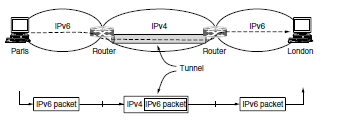 IPv6 IPv4 IPv6
Paris Router Router London
Tunnel
IPv6 packet IPv4 IPv6 packet IPv6 packet